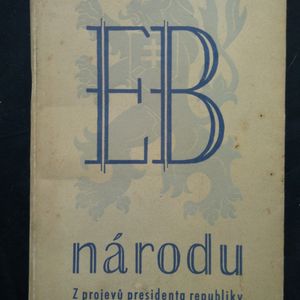 EB
národu
Z projevů presidenta republiky